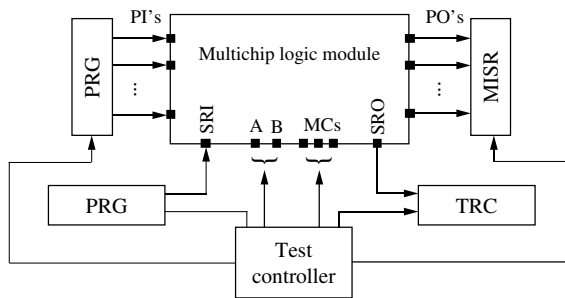 PI's
PO's
Multichip logic module
PRG
...
...
MISR
SRI
A
B
MCs
SRO
PRG
TRC
Test
controller